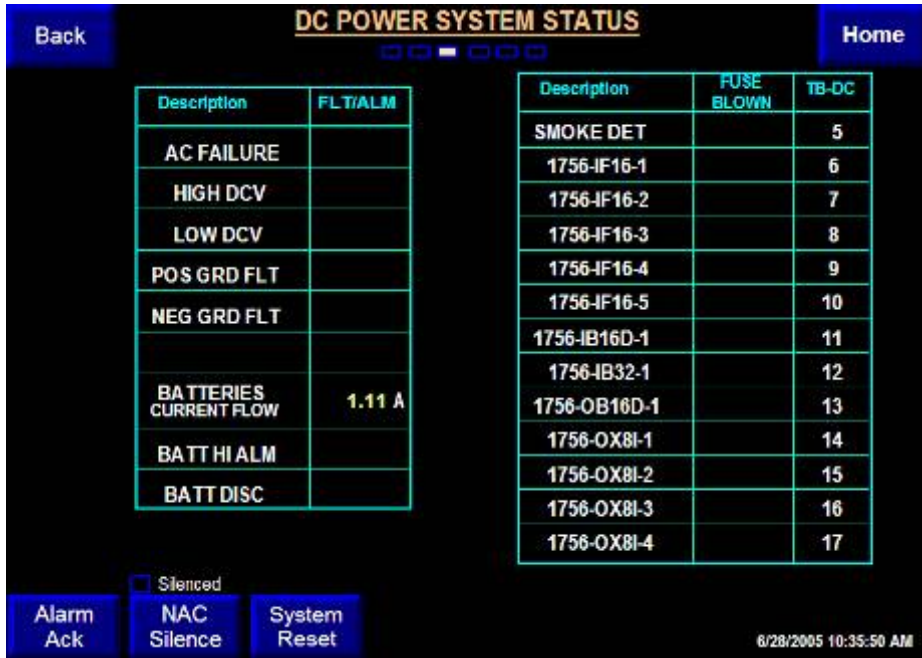 Back
DC POWER SYSTEM STATUS
Home
Description FLT/ALM
AC FAILURE
HIGH DCV
LOW DCV
POS GRD FLT
NEG GRD FLT
BATTERIES
CURRENT FLOW
1.11 A
BATT HI ALM
BATT DISC
Description FUSE BLOWN TB-DC
SMOKE DET 5
1756-IF16-1 6
1756-IF16-2 7
1756-IF16-3 8
1756-IF16-4 9
1756-IF16-5 10
1756-IB16D-1 11
1756-IB32-1 12
1756-OB16D-1 13
1756-OX8I-1 14
1756-OX8I-2 15
1756-OX8I-3 16
1756-OX8I-4 17
Silenced
Alarm
Ack
NAC
Silence
System
Reset
6/28/2005 10:35:50 AM